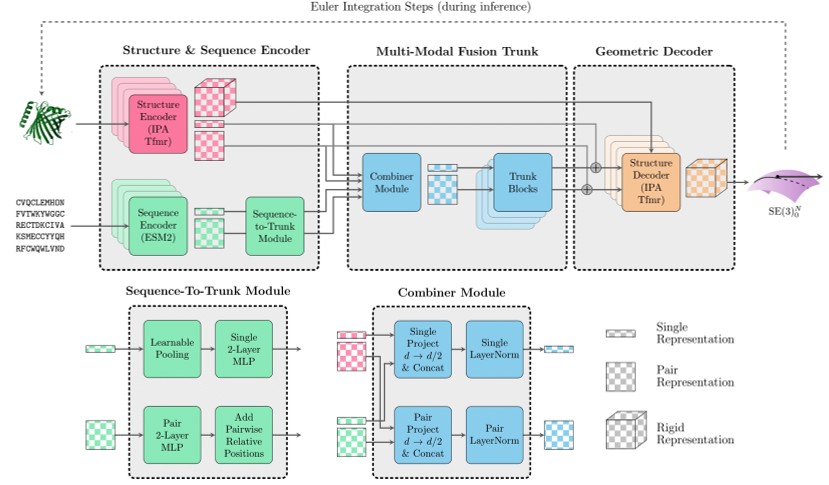 Euler Integration Steps (during inference)
Structure & Sequence Encoder
Multi-Modal Fusion Trunk
Geometric Decoder
Structure
Encoder
(IPA
Tfmr)
CVQCLEMHON
FVTWKYWGGC
RECTDKCIVA
KSMECCYYQH
RFCWQWLVND
Sequence
Encoder
(ESM2)
Sequence-
to-Trunk
Module
Combiner
Module
Trunk
Blocks
Structure
Decoder
(IPA
Tfmr)
SE(3)₀ᴺ
Sequence-To-Trunk Module
Learnable
Pooling
Single
2-Layer
MLP
Pair
2-Layer
MLP
Add
Pairwise
Relative
Positions
Combiner Module
Single
Project
d → d/2
& Concat
Single
LayerNorm
Pair
Project
d → d/2
& Concat
Pair
LayerNorm
Single
Representation
Pair
Representation
Rigid
Representation